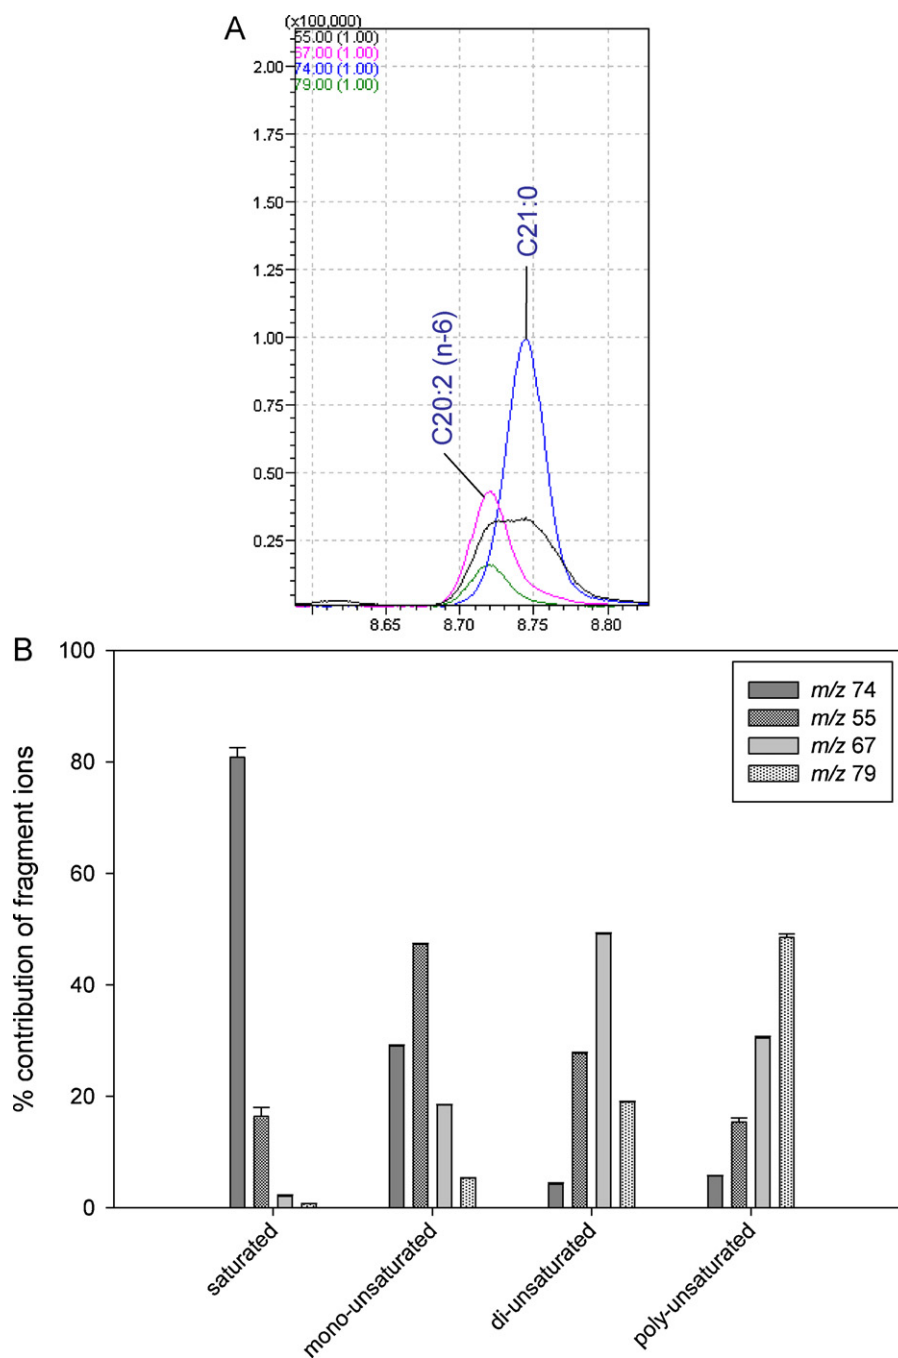 A
(x100,000)
55.00 (1.00)
67.00 (1.00)
74.00 (1.00)
79.00 (1.00)
2.00
1.75
1.50
1.25
1.00
0.75
0.50
0.25
C20:2 (n-6)
C21:0
8.65 8.70 8.75 8.80
B
100
80
60
40
20
0
% contribution of fragment ions
m/z 74
m/z 55
m/z 67
m/z 79
saturated
mono-unsaturated
di-unsaturated
poly-unsaturated